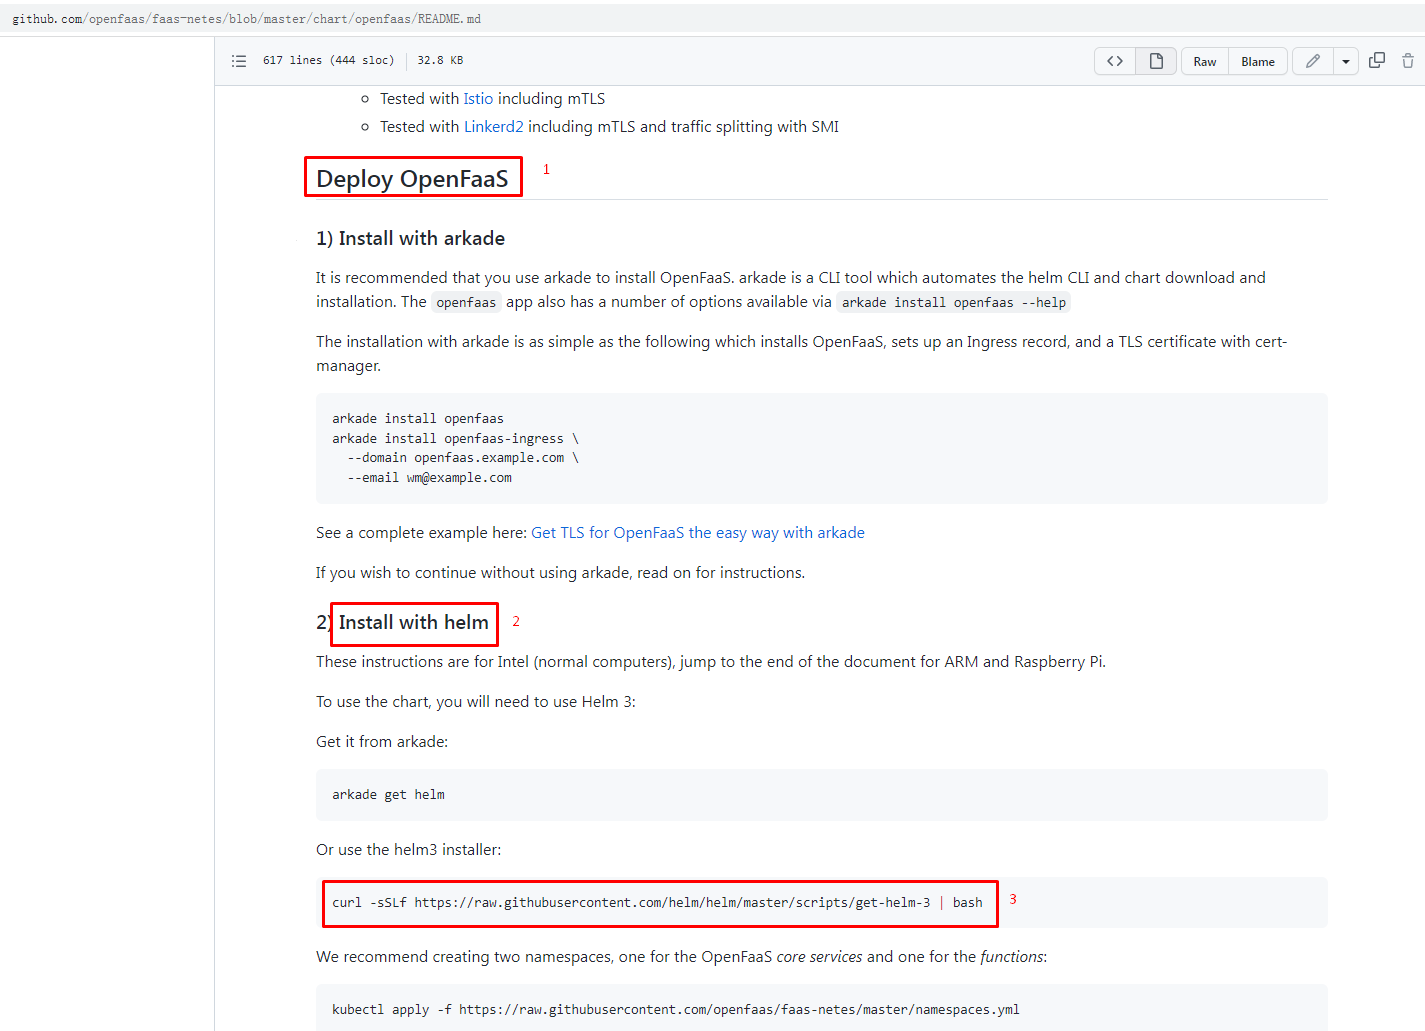 github.com/openfaas/faas-netes/blob/master/chart/openfaas/README.md
617 lines (444 sloc) 32.8 KB
Raw Blame
Tested with Istio including mTLS
Tested with Linkerd2 including mTLS and traffic splitting with SMI
Deploy OpenFaaS 1
1) Install with arkade
It is recommended that you use arkade to install OpenFaaS. arkade is a CLI tool which automates the helm CLI and chart download and
installation. The openfaas app also has a number of options available via arkade install openfaas --help
The installation with arkade is as simple as the following which installs OpenFaaS, sets up an Ingress record, and a TLS certificate with cert-
manager.
arkade install openfaas
arkade install openfaas-ingress \
--domain openfaas.example.com \
--email wm@example.com
See a complete example here: Get TLS for OpenFaaS the easy way with arkade
If you wish to continue without using arkade, read on for instructions.
2) Install with helm 2
These instructions are for Intel (normal computers), jump to the end of the document for ARM and Raspberry Pi.
To use the chart, you will need to use Helm 3:
Get it from arkade:
arkade get helm
Or use the helm3 installer:
curl -sSLf https://raw.githubusercontent.com/helm/helm/master/scripts/get-helm-3 | bash 3
We recommend creating two namespaces, one for the OpenFaaS core services and one for the functions:
kubectl apply -f https://raw.githubusercontent.com/openfaas/faas-netes/master/namespaces.yml